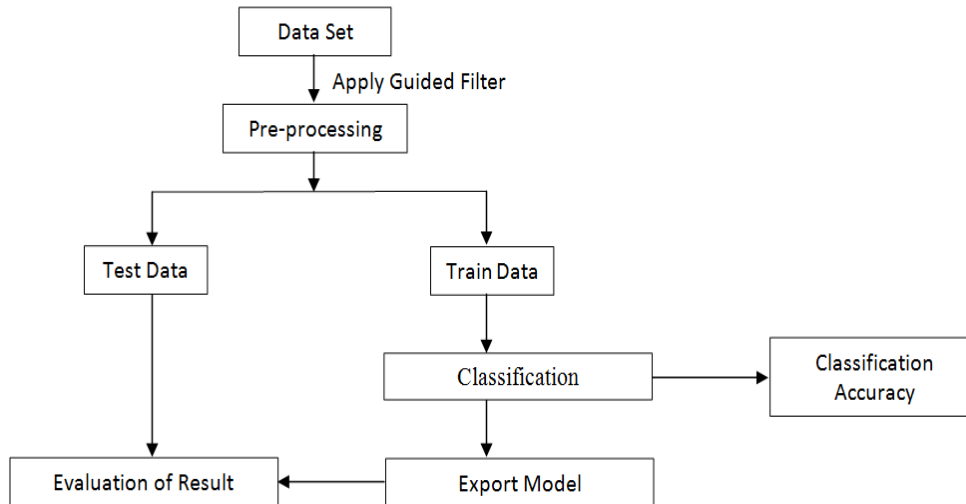 Data Set
Apply Guided Filter
Pre-processing
Test Data
Train Data
Classification
Classification
Accuracy
Evaluation of Result
Export Model